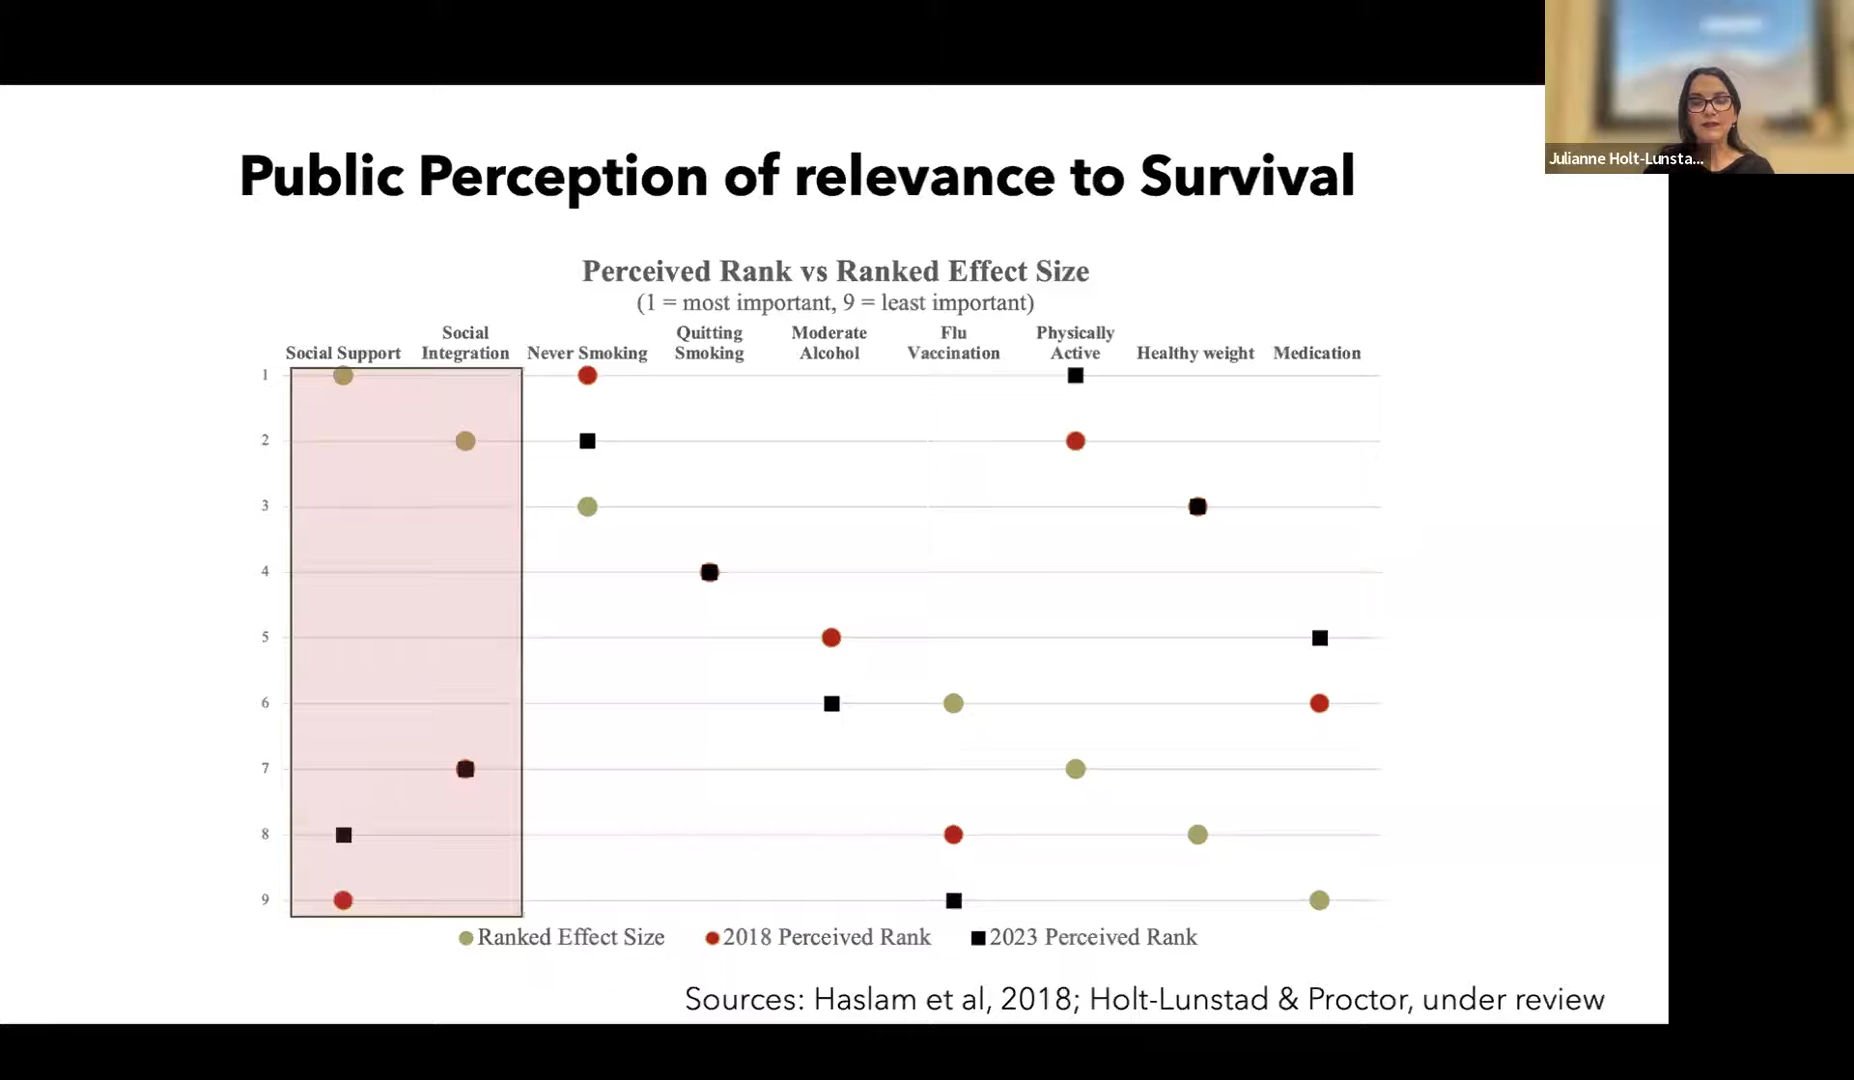 Julianne Holt-Lunsta...
Public Perception of relevance to Survival
Perceived Rank vs Ranked Effect Size
(1 = most important, 9 = least important)
Social Support
Social
Integration
Never Smoking
Quitting
Smoking
Moderate
Alcohol
Flu
Vaccination
Physically
Active
Healthy weight
Medication
1
2
3
4
5
6
7
8
9
Ranked Effect Size
2018 Perceived Rank
2023 Perceived Rank
Sources: Haslam et al, 2018; Holt-Lunstad & Proctor, under review